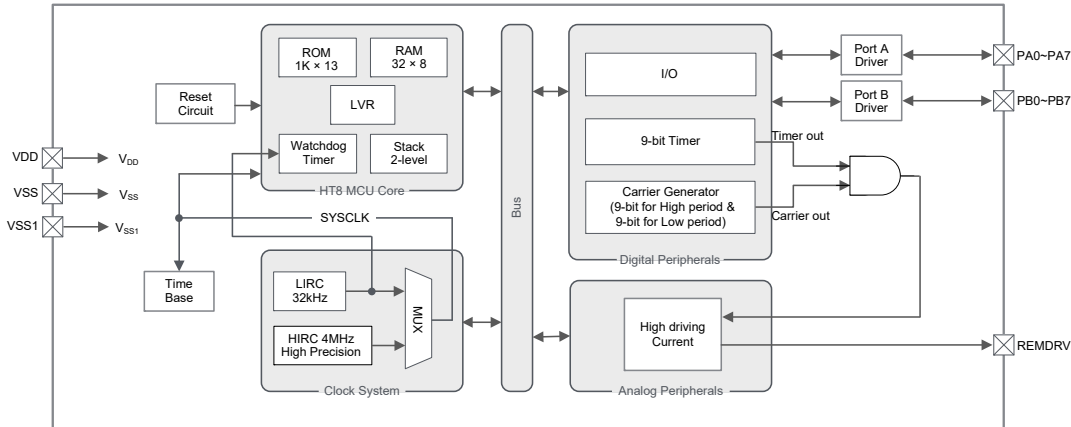 ROM
1K × 13
RAM
32 × 8
LVR
Watchdog
Timer
Stack
2-level
HT8 MCU Core
Reset
Circuit
VDD
V_DD
VSS
V_SS
VSS1
V_SS1
SYSCLK
Time
Base
LIRC
32kHz
HIRC 4MHz
High Precision
MUX
Clock System
Bus
I/O
9-bit Timer
Carrier Generator
(9-bit for High period &
9-bit for Low period)
Digital Peripherals
Timer out
Carrier out
Port A
Driver
Port B
Driver
PA0~PA7
PB0~PB7
High driving
Current
Analog Peripherals
REMDRV